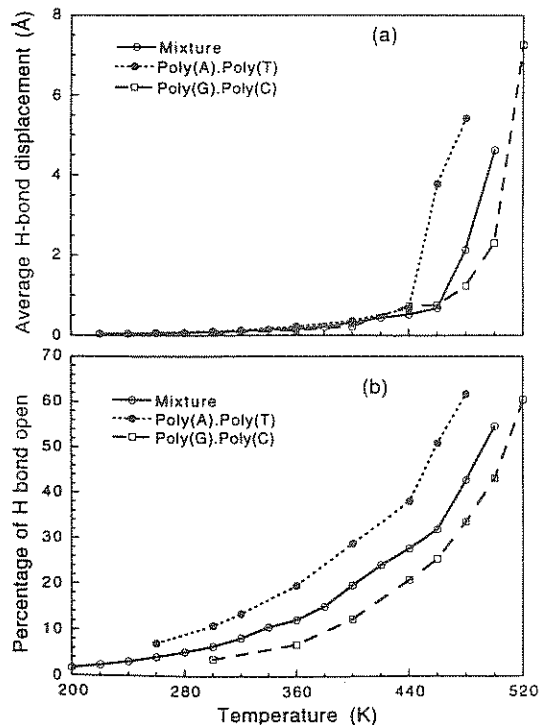 (a)
Mixture
Poly(A).Poly(T)
Poly(G).Poly(C)
Average H-bond displacement (Å)
8
6
4
2
0
(b)
Mixture
Poly(A).Poly(T)
Poly(G).Poly(C)
Percentage of H bond open
70
60
50
40
30
20
10
0
200 280 360 440 520
Temperature (K)